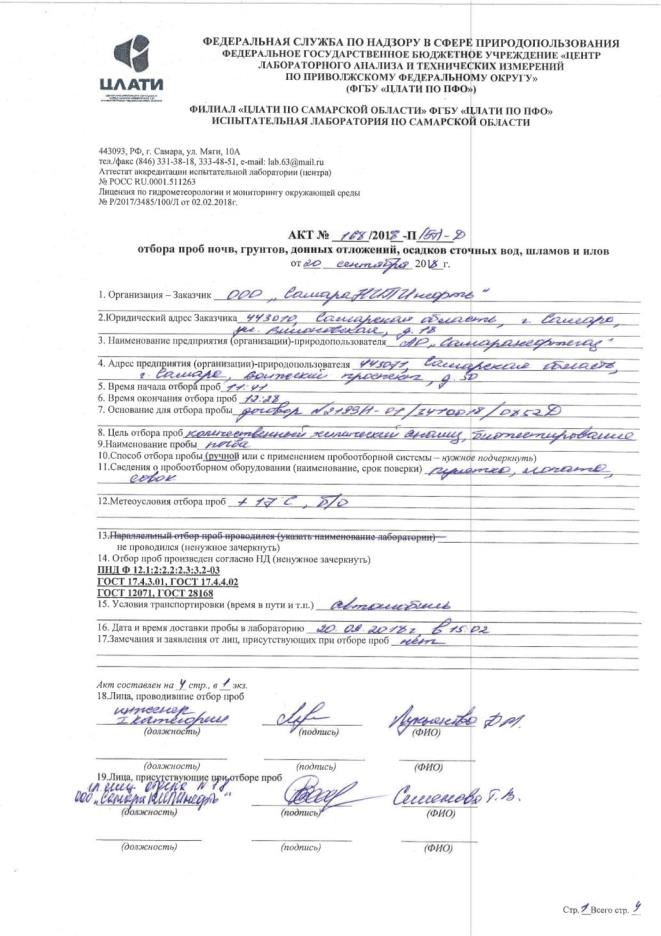 ЦЛАТИ
ФЕДЕРАЛЬНАЯ СЛУЖБА ПО НАДЗОРУ В СФЕРЕ ПРИРОДОПОЛЬЗОВАНИЯ
ФЕДЕРАЛЬНОЕ ГОСУДАРСТВЕННОЕ БЮДЖЕТНОЕ УЧРЕЖДЕНИЕ «ЦЕНТР
ЛАБОРАТОРНОГО АНАЛИЗА И ТЕХНИЧЕСКИХ ИЗМЕРЕНИЙ
ПО ПРИВОЛЖСКОМУ ФЕДЕРАЛЬНОМУ ОКРУГУ»
(ФГБУ «ЦЛАТИ ПО ПФО»)
ФИЛИАЛ «ЦЛАТИ ПО САМАРСКОЙ ОБЛАСТИ» ФГБУ «ЦЛАТИ ПО ПФО»
ИСПЫТАТЕЛЬНАЯ ЛАБОРАТОРИЯ ПО САМАРСКОЙ ОБЛАСТИ
443093, РФ, г. Самара, ул. Мяги, 10А
тел./факс (846) 331-38-18, 333-48-51, e-mail: lab.63@mail.ru
Аттестат аккредитации испытательной лаборатории (центра)
№ РОСС RU.0001.511263
Лицензия по гидрометеорологии и мониторингу окружающей среды
№ Р/2017/3485/100/Л от 02.02.2018г.
АКТ № 168/2018-П
отбора проб почв, грунтов, донных отложений, осадков сточных вод, шламов и илов
от 20 сентября 2018 г.
1. Организация – Заказчик ООО „СамараНИПИнефть"
2.Юридический адрес Заказчика 443010, Самарская область, г. Самара,
ул. Вилоновская, д. 18
3. Наименование предприятия (организации)-природопользователя АО „Самаранефтегаз"
4. Адрес предприятия (организации)-природопользователя 443071, Самарская область,
г. Самара, Волжский проспект, д. 50
5. Время начала отбора проб 11:41
6. Время окончания отбора проб 12:28
7. Основание для отбора пробы договор
8. Цель отбора проб количественный химический анализ, биотестирование
9.Наименование пробы почва
10.Способ отбора пробы (ручной или с применением пробоотборной системы – нужное подчеркнуть)
11.Сведения о пробоотборном оборудовании (наименование, срок поверки) рулетка, лопата,
совок
12.Метеоусловия отбора проб + 17 С, б/о
13.Параллельный отбор проб проводился (указать наименование лаборатории)
не проводился (ненужное зачеркнуть)
14. Отбор проб произведен согласно НД (ненужное зачеркнуть)
ПНД Ф 12.1:2:2.2:2.3:3.2-03
ГОСТ 17.4.3.01, ГОСТ 17.4.4.02
ГОСТ 12071, ГОСТ 28168
15. Условия транспортировки (время в пути и т.п.) автомобиль
16. Дата и время доставки пробы в лабораторию 20.09.2018г, в 15.02
17.Замечания и заявления от лиц, присутствующих при отборе проб нет
Акт составлен на 4 стр., в 1 экз.
18.Лица, проводившие отбор проб
инженер
I категории Лукьянова Д.М.
(должность) (подпись) (ФИО)
(должность) (подпись) (ФИО)
19.Лица, присутствующие при отборе проб
отдела
ООО „СамараНИПИнефть" Семенова Т.В.
(должность) (подпись) (ФИО)
(должность) (подпись) (ФИО)
Стр. 1 Всего стр. 4